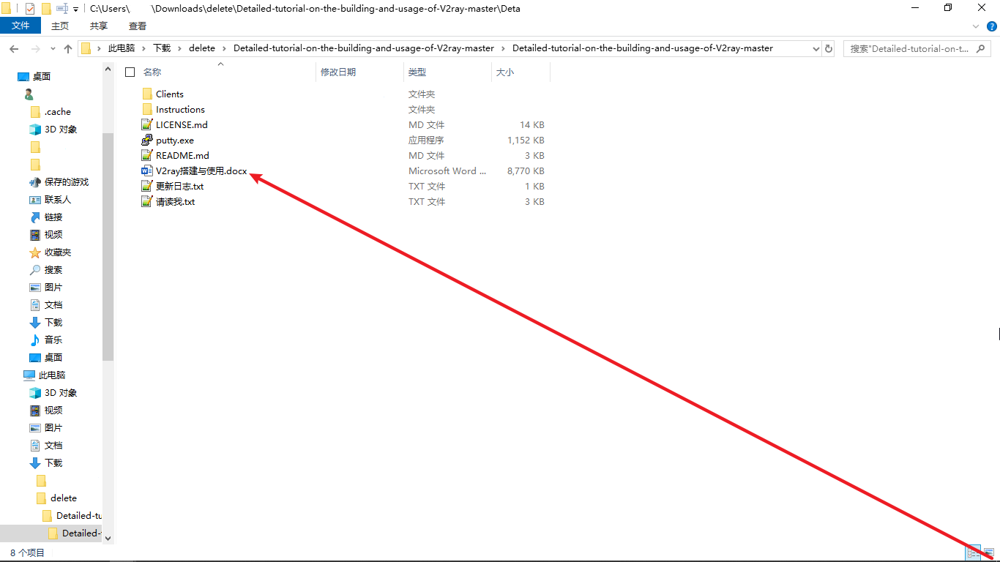 C:\Users\ \Downloads\delete\Detailed-tutorial-on-the-building-and-usage-of-V2ray-master\Deta
文件 主页 共享 查看
此电脑 下载 delete Detailed-tutorial-on-the-building-and-usage-of-V2ray-master Detailed-tutorial-on-the-building-and-usage-of-V2ray-master 搜索"Detailed-tutorial-on-t...
名称 修改日期 类型 大小
Clients 文件夹
Instructions 文件夹
LICENSE.md MD 文件 14 KB
putty.exe 应用程序 1,152 KB
README.md MD 文件 3 KB
V2ray搭建与使用.docx Microsoft Word ... 8,770 KB
更新日志.txt TXT 文件 1 KB
请读我.txt TXT 文件 3 KB
桌面
.cache
3D 对象
保存的游戏
联系人
链接
视频
收藏夹
搜索
图片
文档
下载
音乐
桌面
此电脑
3D 对象
视频
图片
文档
下载
delete
Detailed-tu
Detailed-
8 个项目